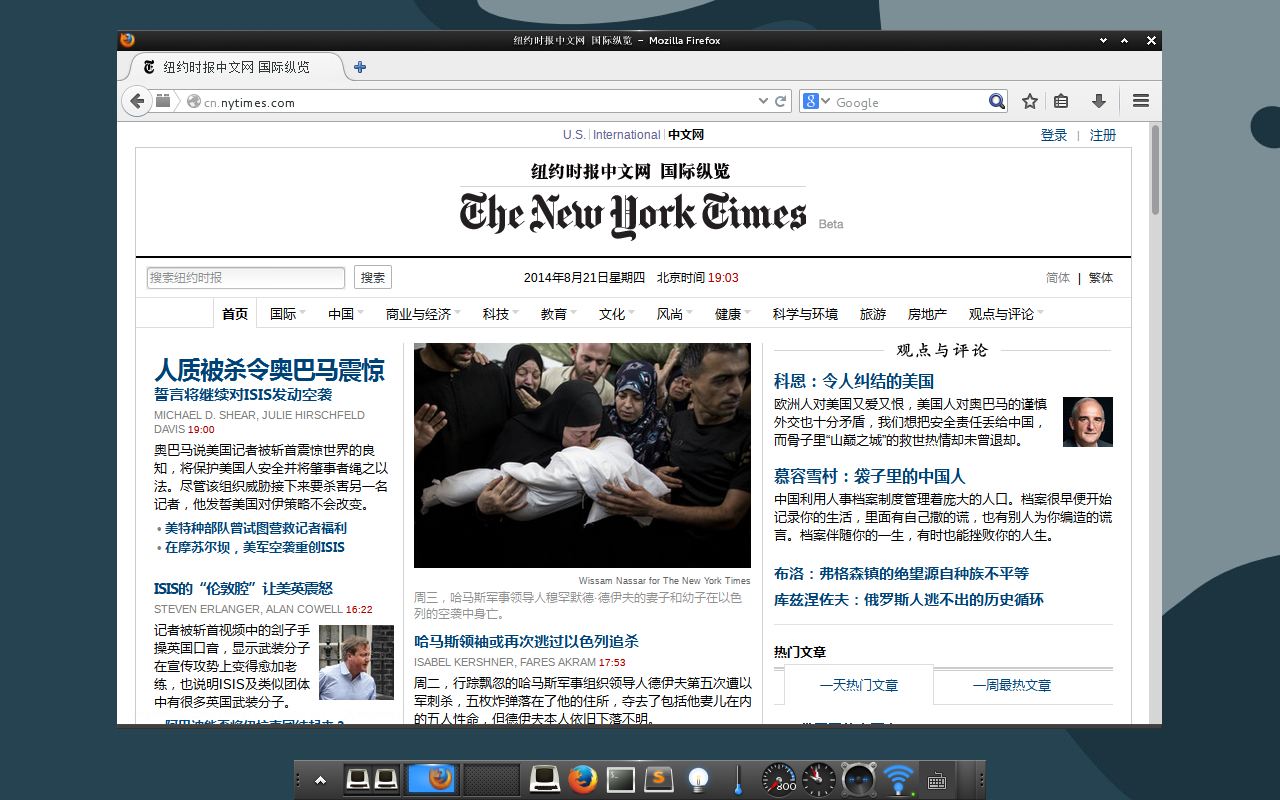 纽约时报中文网 国际纵览 - Mozilla Firefox
纽约时报中文网 国际纵览
cn.nytimes.com
Google
U.S. International 中文网
登录 | 注册
纽约时报中文网 国际纵览
The New York Times
Beta
搜索纽约时报 搜索
2014年8月21日星期四 北京时间 19:03
简体 | 繁体
首页 国际 中国 商业与经济 科技 教育 文化 风尚 健康 科学与环境 旅游 房地产 观点与评论
人质被杀令奥巴马震惊
誓言将继续对ISIS发动空袭
MICHAEL D. SHEAR, JULIE HIRSCHFELD
DAVIS 19:00
奥巴马说美国记者被斩首震惊世界的良
知，将保护美国人安全并将肇事者绳之以
法。尽管该组织威胁接下来要杀害另一名
记者，他发誓美国对伊策略不会改变。
• 美特种部队曾试图营救记者福利
• 在摩苏尔坝，美军空袭重创ISIS
ISIS的“伦敦腔”让美英震怒
STEVEN ERLANGER, ALAN COWELL 16:22
记者被斩首视频中的刽子手
操英国口音，显示武装分子
在宣传攻势上变得愈加老
练，也说明ISIS及类似团体
中有很多英国武装分子。
Wissam Nassar for The New York Times
周三，哈马斯军事领导人穆罕默德·德伊夫的妻子和幼子在以色
列的空袭中身亡。
哈马斯领袖或再次逃过以色列追杀
ISABEL KERSHNER, FARES AKRAM 17:53
周二，行踪飘忽的哈马斯军事组织领导人德伊夫第五次遭以
军刺杀，五枚炸弹落在了他的住所，夺去了包括他妻儿在内
的五人性命，但德伊夫本人依旧下落不明。
观点与评论
科恩：令人纠结的美国
欧洲人对美国又爱又恨，美国人对奥巴马的谨慎
外交也十分矛盾，我们想把安全责任丢给中国，
而骨子里“山巅之城”的救世热情却未曾退却。
慕容雪村：袋子里的中国人
中国利用人事档案制度管理着庞大的人口。档案很早便开始
记录你的生活，里面有自己撒的谎，也有别人为你编造的谎
言。档案伴随你的一生，有时也能挫败你的人生。
布洛：弗格森镇的绝望源自种族不平等
库兹涅佐夫：俄罗斯人逃不出的历史循环
热门文章
一天热门文章 一周最热文章
800